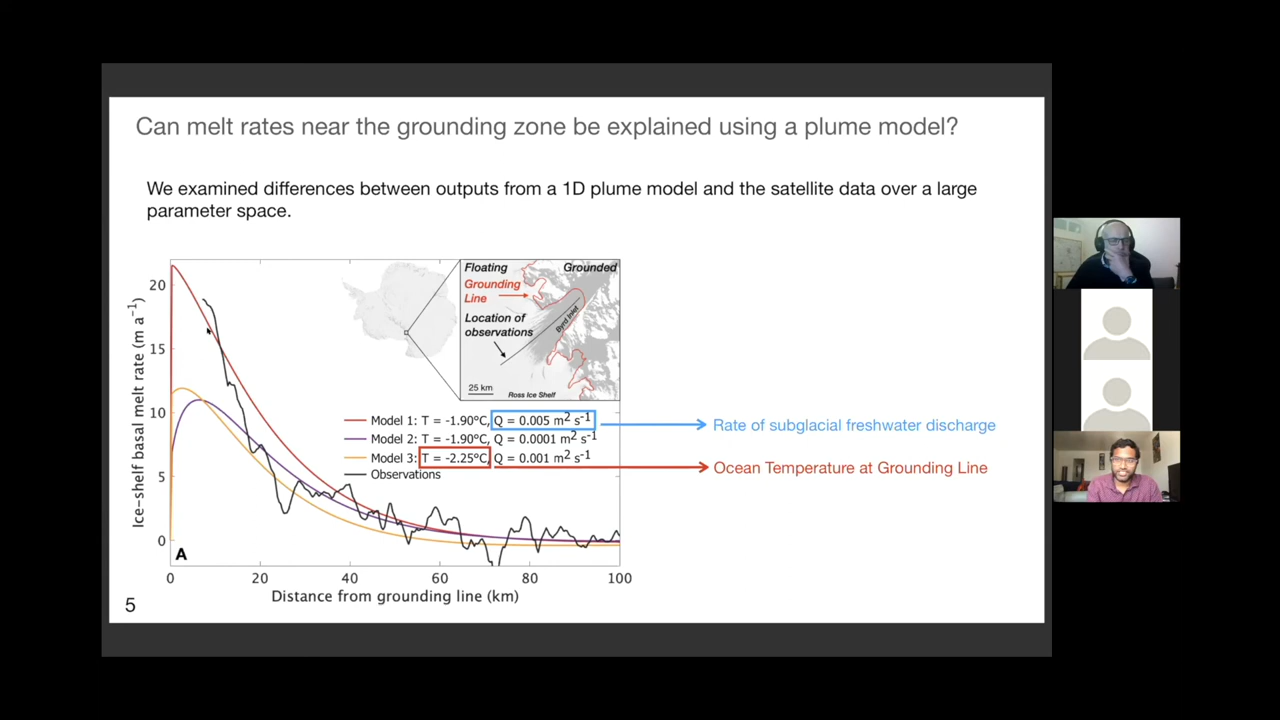 Can melt rates near the grounding zone be explained using a plume model?
We examined differences between outputs from a 1D plume model and the satellite data over a large
parameter space.
Ice-shelf basal melt rate (m a⁻¹)
20
15
10
5
0
A
0
20
40
60
80
100
Distance from grounding line (km)
Floating
Grounded
Grounding
Line
Location of
observations
Byrd Inlet
25 km
Ross Ice Shelf
Model 1: T = -1.90°C, Q = 0.005 m² s⁻¹
Model 2: T = -1.90°C, Q = 0.0001 m² s⁻¹
Model 3: T = -2.25°C, Q = 0.001 m² s⁻¹
Observations
Rate of subglacial freshwater discharge
Ocean Temperature at Grounding Line
5